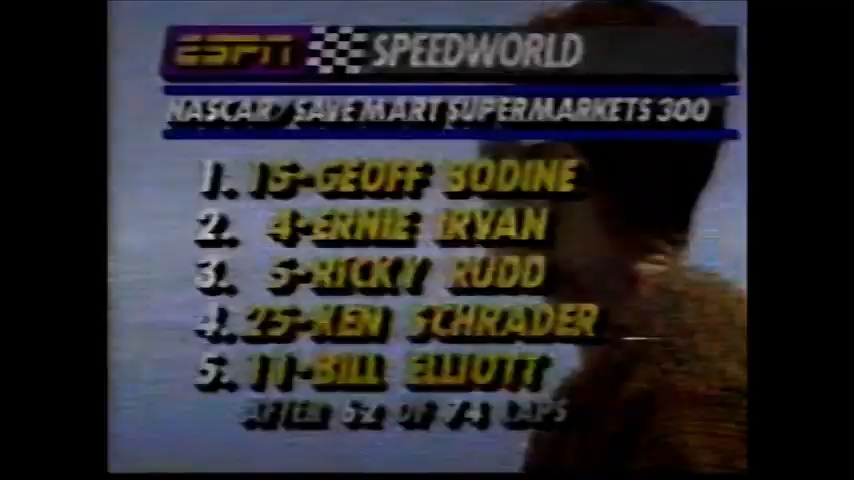 ESPN SPEEDWORLD
NASCAR/SAVE MART SUPERMARKETS 300
1. 15-GEOFF BODINE
2. 4-ERNIE IRVAN
3. 5-RICKY RUDD
4. 25-KEN SCHRADER
5. 11-BILL ELLIOTT
AFTER 62 OF 74 LAPS